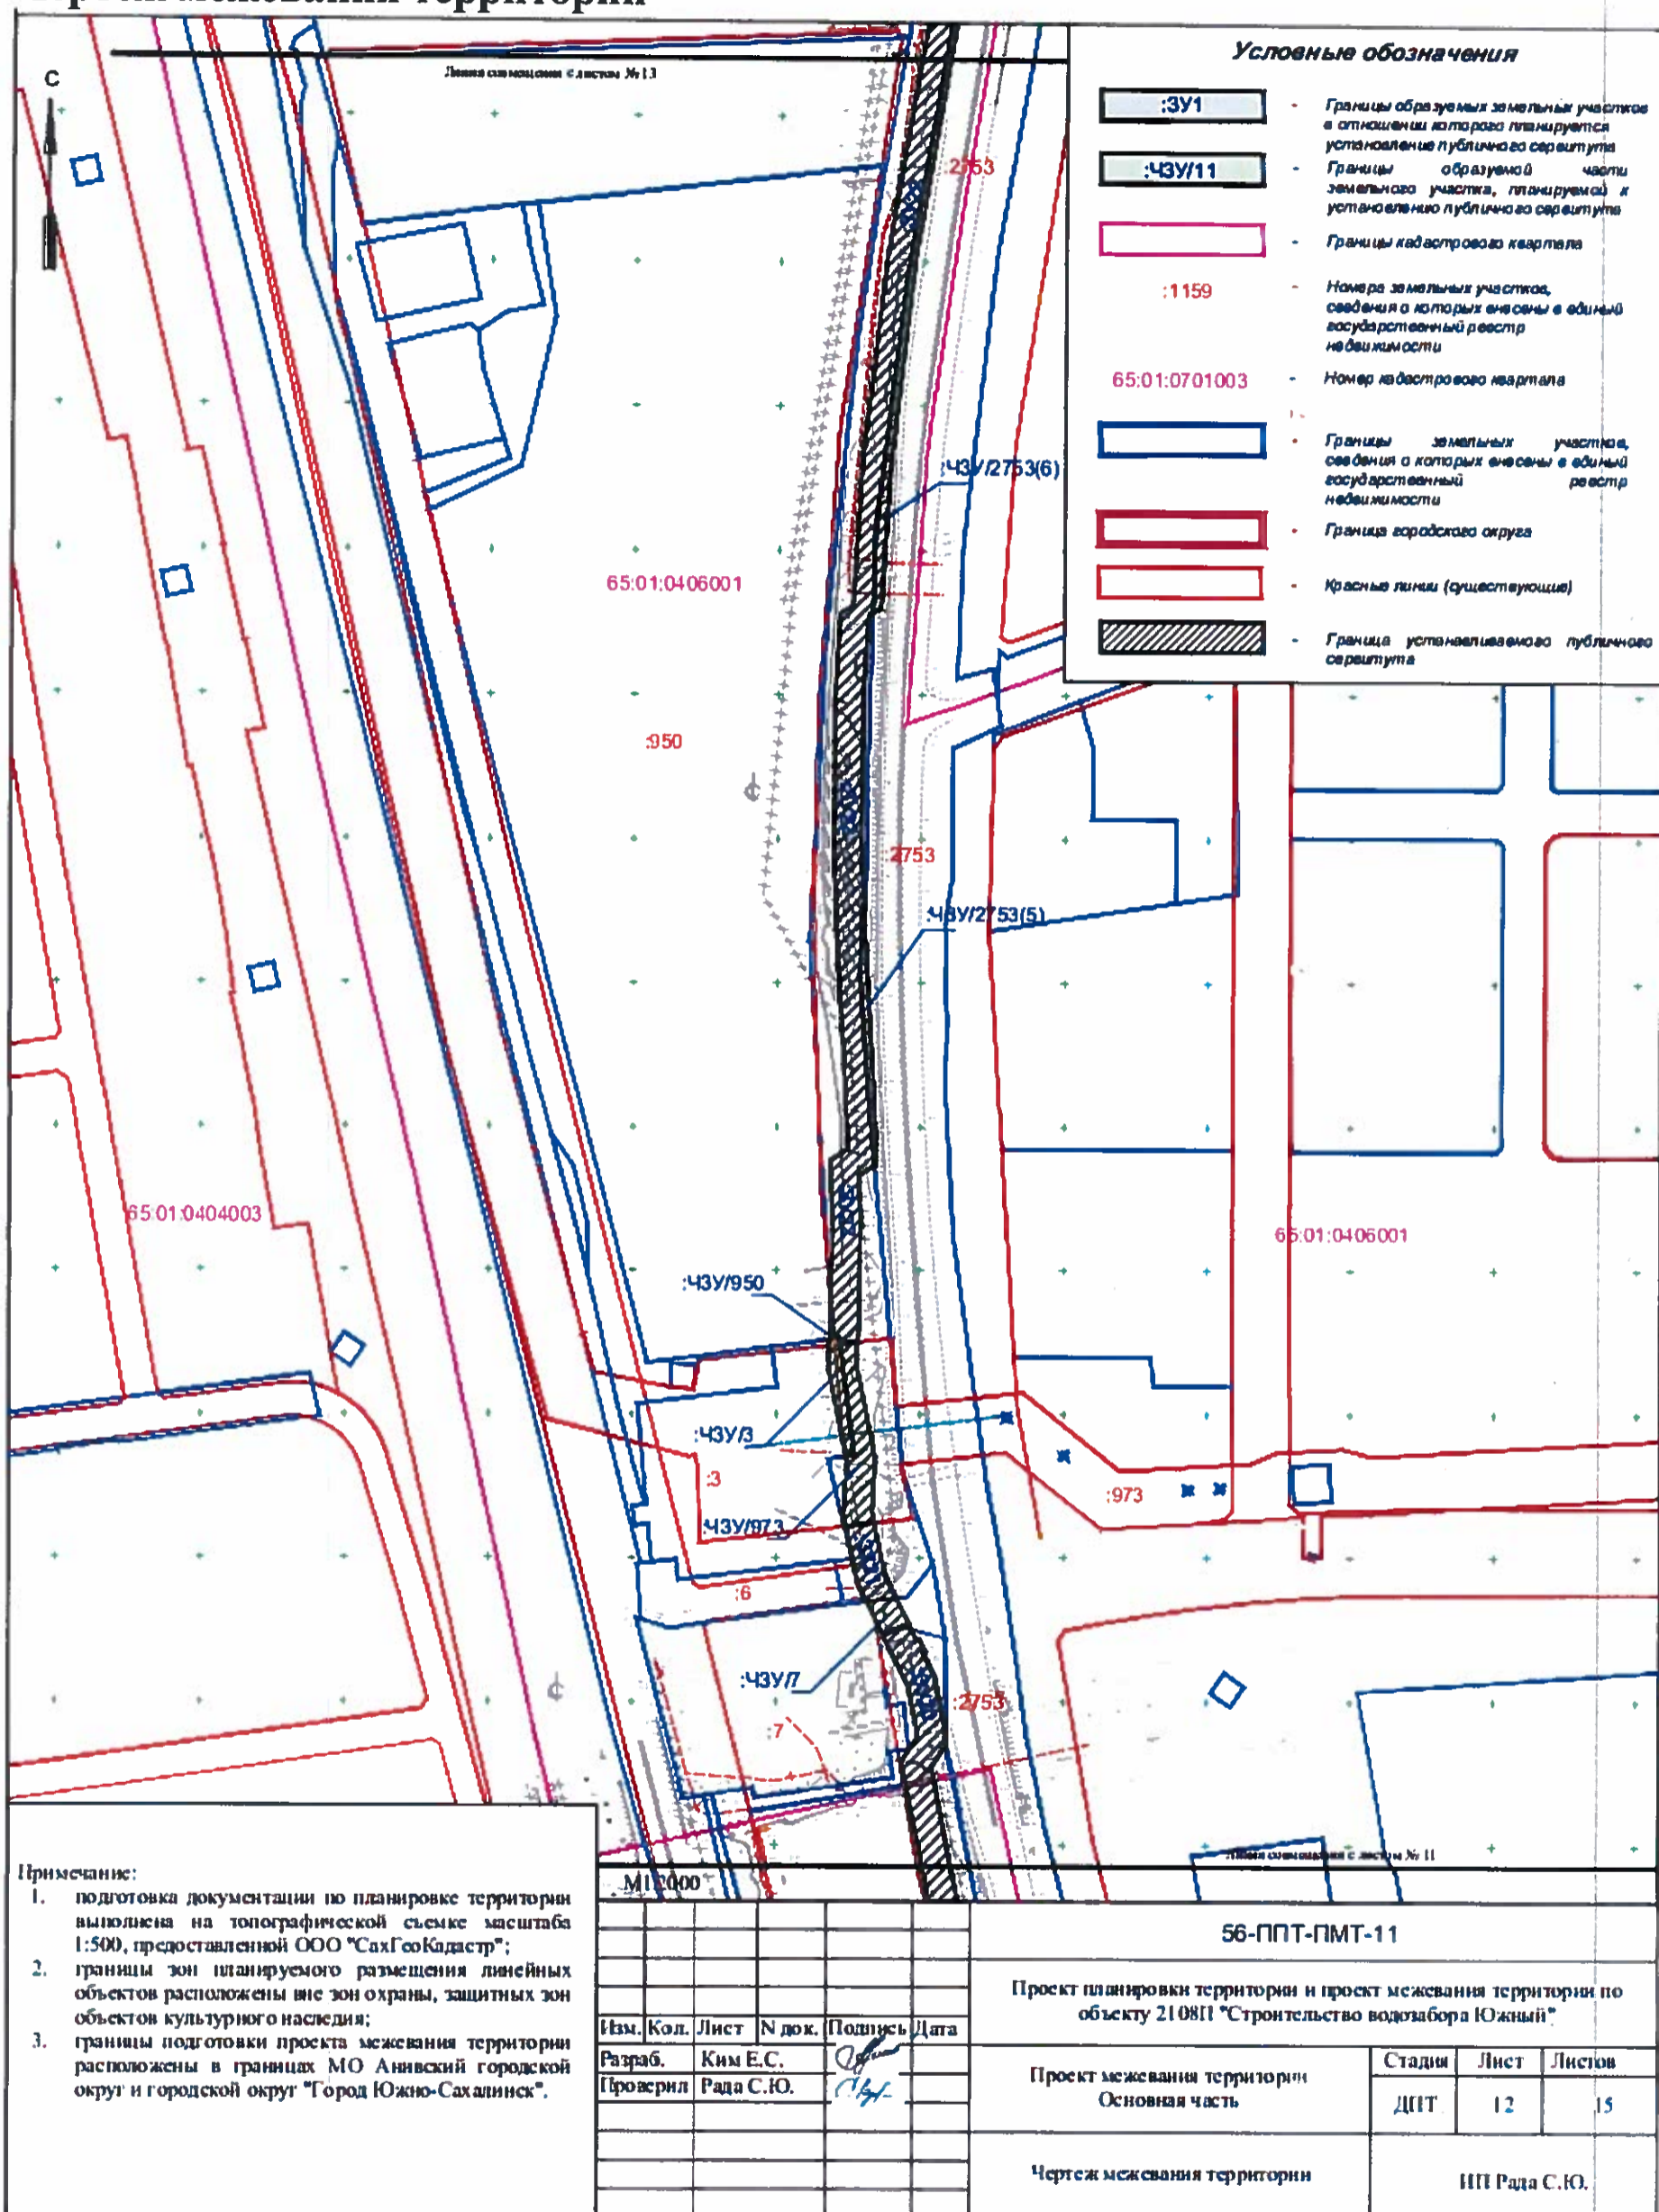 межевания территории
Линия совмещения с листом №13
С
Условные обозначения
:ЗУ1
- Границы образуемых земельных участков
в отношении которого планируется
установление публичного сервитута
:ЧЗУ/11
- Границы образуемой части
земельного участка, планируемой к
установлению публичного сервитута
- Границы кадастрового квартала
:1159
- Номера земельных участков,
сведения о которых внесены в единый
государственный реестр
недвижимости
65:01:0701003
- Номер кадастрового квартала
- Границы земельных участков,
сведения о которых внесены в единый
государственный реестр
недвижимости
- Граница городского округа
- Красные линии (существующие)
- Граница устанавливаемого публичного
сервитута
:2753
:ЧЗУ/2753(6)
65:01:0406001
:950
:2753
:ЧЗУ/2753(5)
65:01:0404003
65:01:0406001
:ЧЗУ/950
:ЧЗУ/3
:3
:973
:ЧЗУ/973
:6
:ЧЗУ/7
:2753
:7
Линия совмещения с листом № 11
М1:2000
Примечание:
1. подготовка документации по планировке территории
выполнена на топографической съемке масштаба
1:500, предоставленной ООО "СахГеоКадастр";
2. границы зон планируемого размещения линейных
объектов расположены вне зон охраны, защитных зон
объектов культурного наследия;
3. границы подготовки проекта межевания территории
расположены в границах МО Анивский городской
округ и городской округ "Город Южно-Сахалинск".
56-ППТ-ПМТ-11
Проект планировки территории и проект межевания территории по
объекту 2108П "Строительство водозабора Южный"
Изм. Кол. Лист N док. Подпись Дата
Разраб. Ким Е.С.
Проверил Рада С.Ю.
Проект межевания территории
Основная часть
Стадия Лист Листов
ДПТ 12 15
Чертеж межевания территории
ИП Рада С.Ю.